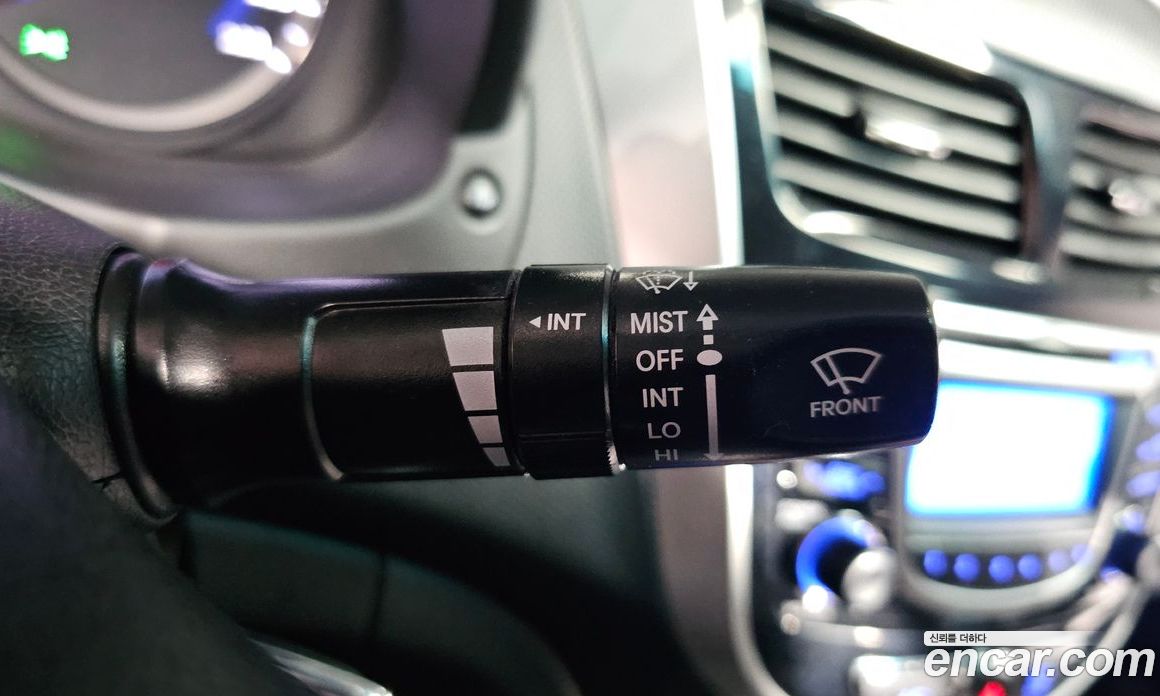 ◄INT
MIST
OFF
INT
LO
HI
FRONT
신뢰를 더하다
encar.com